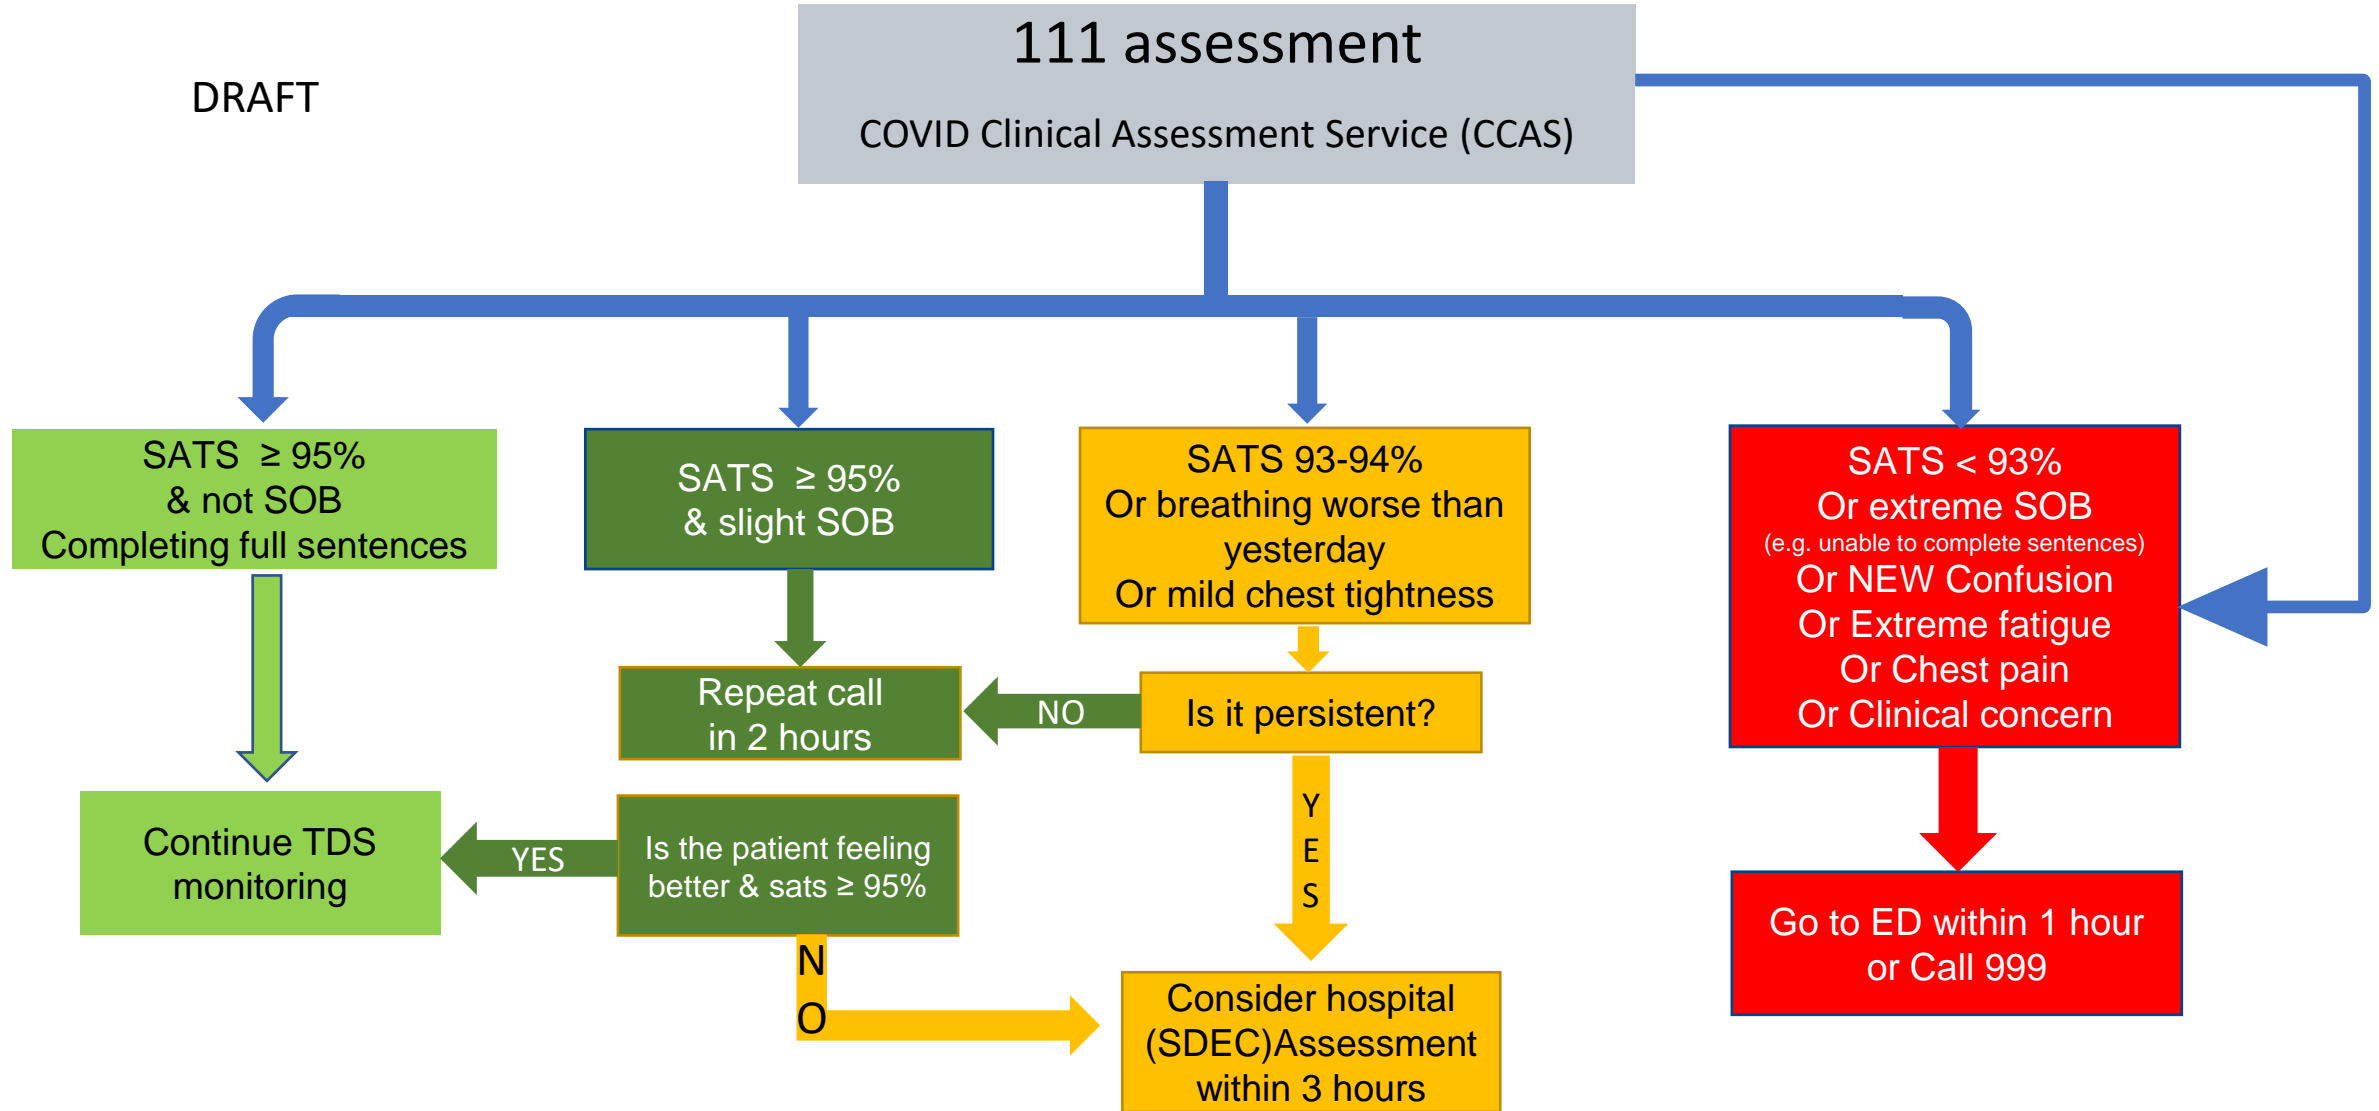 111 assessment
DRAFT
COVID Clinical Assessment Service (CCAS)
SATS ≥ 95%
& not SOB
Completing full sentences
SATS ≥ 95%
& slight SOB
SATS 93-94%
Or breathing worse than
yesterday
Or mild chest tightness
SATS < 93%
Or extreme SOB
(e.g. unable to complete sentences)
Or NEW Confusion
Or Extreme fatigue
Or Chest pain
Or Clinical concern
Repeat call
in 2 hours
NO
Is it persistent?
Continue TDS
monitoring
YES
Is the patient feeling
better & sats ≥ 95%
Y
E
S
N
O
Go to ED within 1 hour
or Call 999
Consider hospital
(SDEC)Assessment
within 3 hours